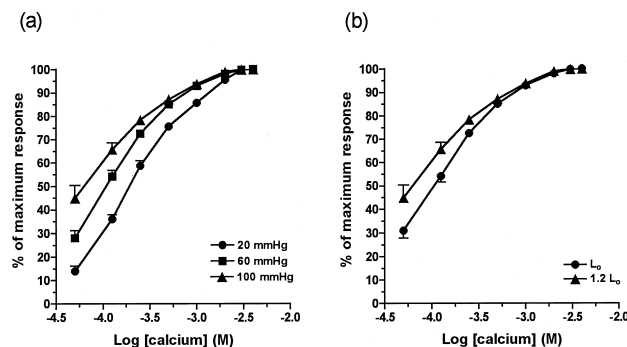 (a)
% of maximum response
100
90
80
70
60
50
40
30
20
10
0
20 mmHg
60 mmHg
100 mmHg
-4.5 -4.0 -3.5 -3.0 -2.5 -2.0
Log [calcium] (M)
(b)
% of maximum response
100
90
80
70
60
50
40
30
20
10
0
Lo
1.2 Lo
-4.5 -4.0 -3.5 -3.0 -2.5 -2.0
Log [calcium] (M)